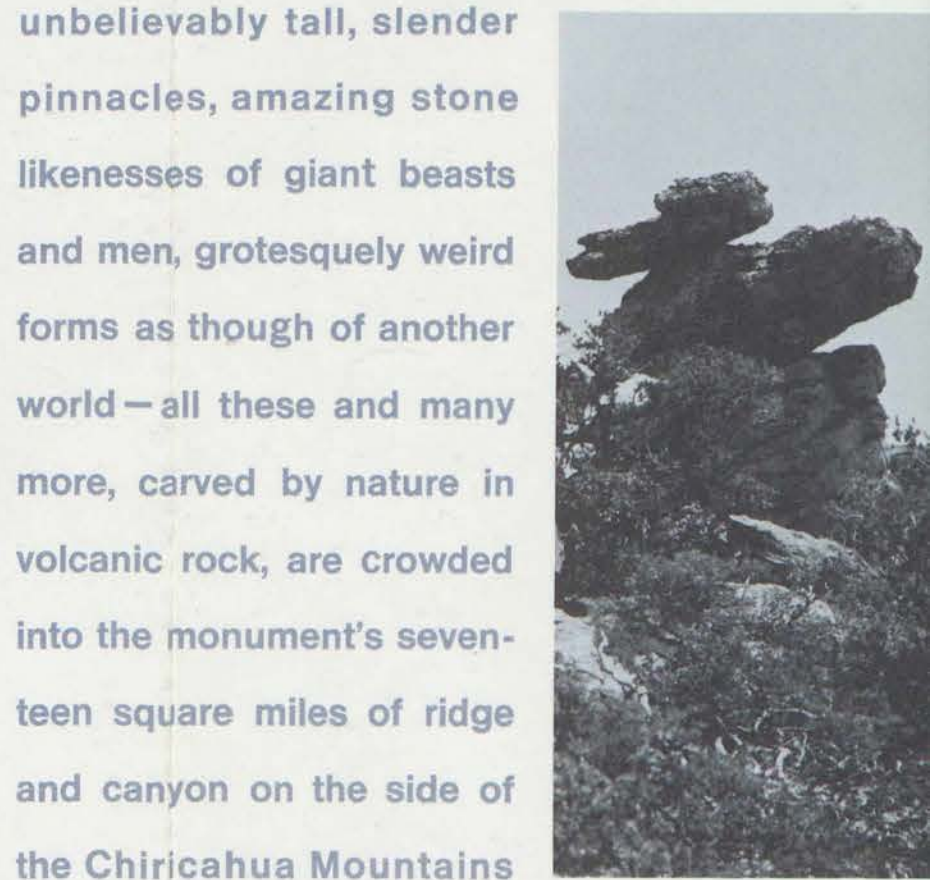 unbelievably tall, slender
pinnacles, amazing stone
likenesses of giant beasts
and men, grotesquely weird
forms as though of another
world — all these and many
more, carved by nature in
volcanic rock, are crowded
into the monument's seven-
teen square miles of ridge
and canyon on the side of
the Chiricahua Mountains